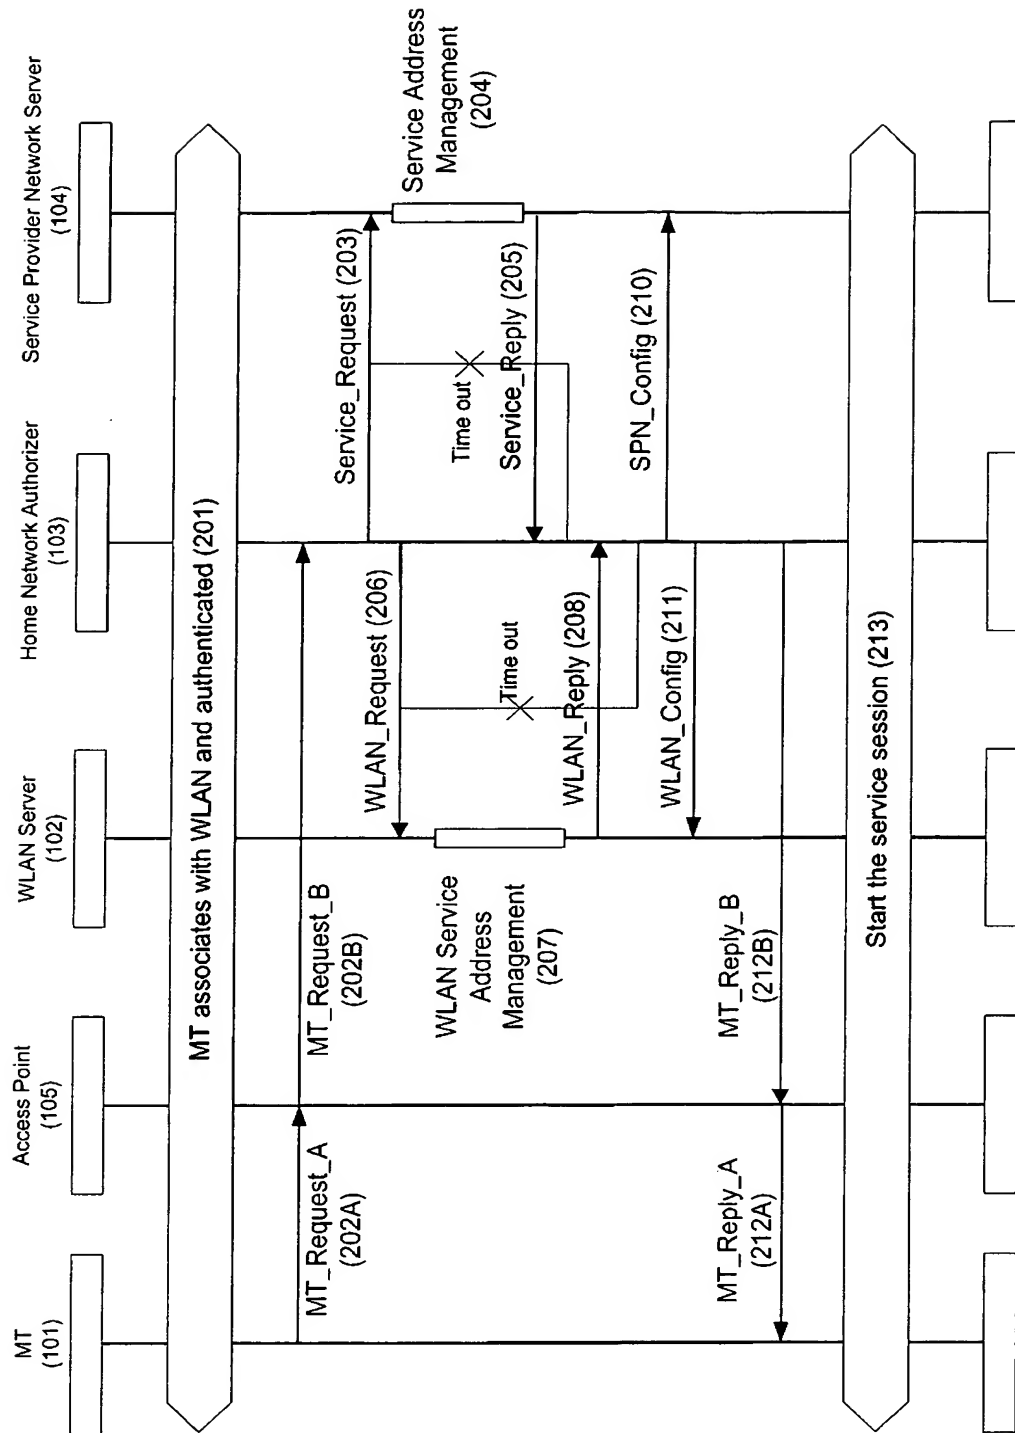 MT
(101)
Access Point
(105)
WLAN Server
(102)
Home Network Authorizer
(103)
Service Provider Network Server
(104)
MT associates with WLAN and authenticated (201)
MT_Request_A
(202A)
MT_Request_B
(202B)
Service_Request (203)
Service Address
Management
(204)
WLAN_Request (206)
Time out
Service_Reply (205)
WLAN Service
Address
Management
(207)
Time out
WLAN_Reply (208)
SPN_Config (210)
WLAN_Config (211)
MT_Reply_B
(212B)
MT_Reply_A
(212A)
Start the service session (213)